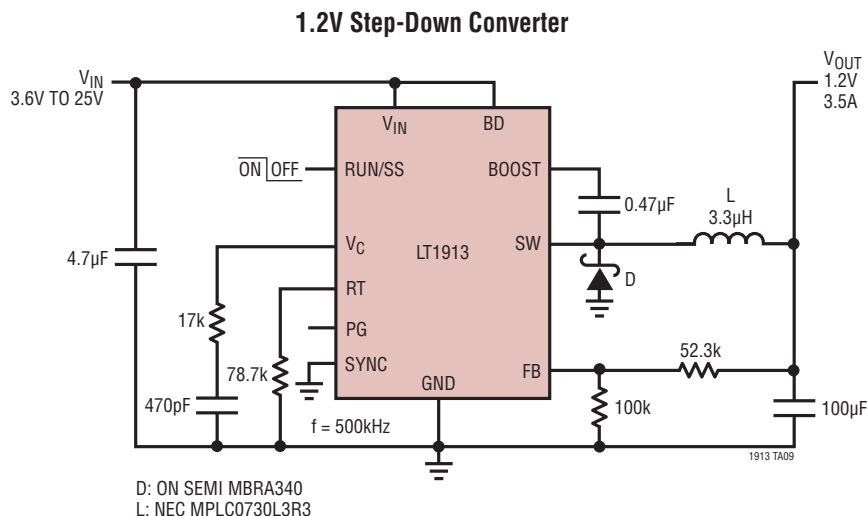 1.2V Step-Down Converter
VIN
3.6V TO 25V
VOUT
1.2V
3.5A
VIN
BD
ON OFF
RUN/SS
BOOST
0.47µF
L
3.3µH
4.7µF
VC
LT1913
SW
D
RT
17k
PG
52.3k
78.7k
SYNC
FB
GND
470pF
f = 500kHz
100k
100µF
1913 TA09
D: ON SEMI MBRA340
L: NEC MPLC0730L3R3